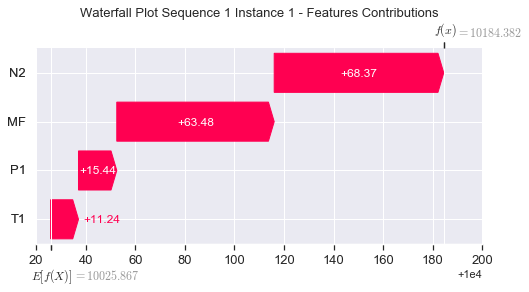 Waterfall Plot Sequence 1 Instance 1 - Features Contributions
f(x) = 10184.382
N2 +68.37
MF +63.48
P1 +15.44
T1 +11.24
20 40 60 80 100 120 140 160 180 200
E[f(X)] = 10025.867 +1e4